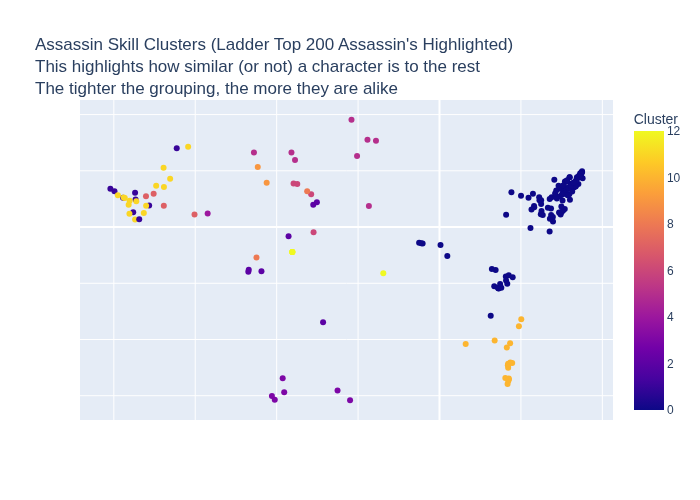 Assassin Skill Clusters (Ladder Top 200 Assassin's Highlighted)
This highlights how similar (or not) a character is to the rest
The tighter the grouping, the more they are alike
Cluster
12
10
8
6
4
2
0